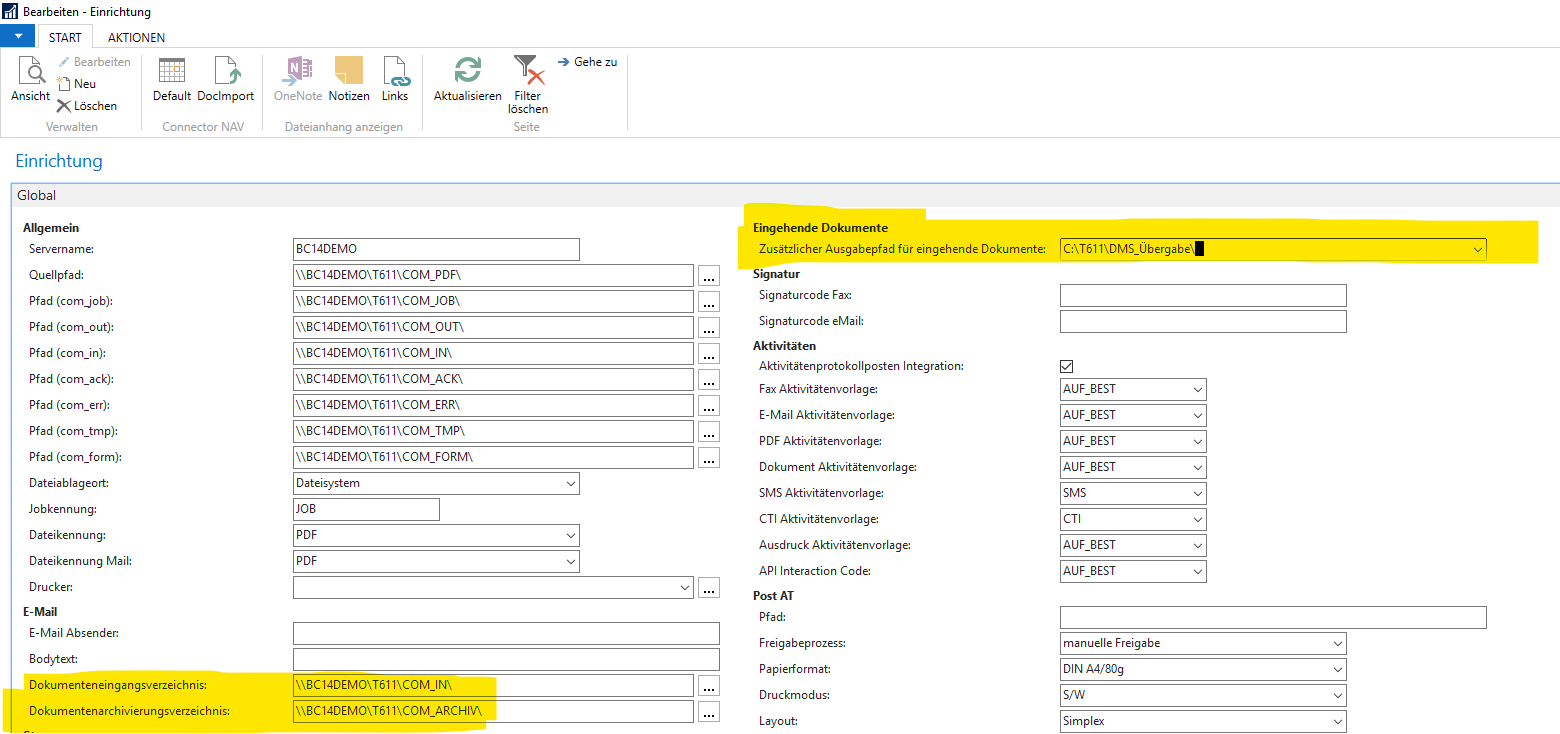 Bearbeiten - Einrichtung
START AKTIONEN
Ansicht
Bearbeiten
Neu
Löschen
Verwalten
Default DocImport
Connector NAV
OneNote Notizen Links
Dateianhang anzeigen
Aktualisieren Filter löschen
Gehe zu
Seite
Einrichtung
Global
Allgemein
Servername: BC14DEMO
Quellpfad: \\BC14DEMO\T611\COM_PDF\ ...
Pfad (com_job): \\BC14DEMO\T611\COM_JOB\ ...
Pfad (com_out): \\BC14DEMO\T611\COM_OUT\ ...
Pfad (com_in): \\BC14DEMO\T611\COM_IN\ ...
Pfad (com_ack): \\BC14DEMO\T611\COM_ACK\ ...
Pfad (com_err): \\BC14DEMO\T611\COM_ERR\ ...
Pfad (com_tmp): \\BC14DEMO\T611\COM_TMP\ ...
Pfad (com_form): \\BC14DEMO\T611\COM_FORM\ ...
Dateiablageort: Dateisystem
Jobkennung: JOB
Dateikennung: PDF
Dateikennung Mail: PDF
Drucker: ...
E-Mail
E-Mail Absender:
Bodytext:
Dokumenteneingangsverzeichnis: \\BC14DEMO\T611\COM_IN\ ...
Dokumentenarchivierungsverzeichnis: \\BC14DEMO\T611\COM_ARCHIV\ ...
Eingehende Dokumente
Zusätzlicher Ausgabepfad für eingehende Dokumente: C:\T611\DMS_Übergabe\
Signatur
Signaturcode Fax:
Signaturcode eMail:
Aktivitäten
Aktivitätenprotokollposten Integration:
Fax Aktivitätenvorlage: AUF_BEST
E-Mail Aktivitätenvorlage: AUF_BEST
PDF Aktivitätenvorlage: AUF_BEST
Dokument Aktivitätenvorlage: AUF_BEST
SMS Aktivitätenvorlage: SMS
CTI Aktivitätenvorlage: CTI
Ausdruck Aktivitätenvorlage: AUF_BEST
API Interaction Code: AUF_BEST
Post AT
Pfad:
Freigabeprozess: manuelle Freigabe
Papierformat: DIN A4/80g
Druckmodus: S/W
Layout: Simplex